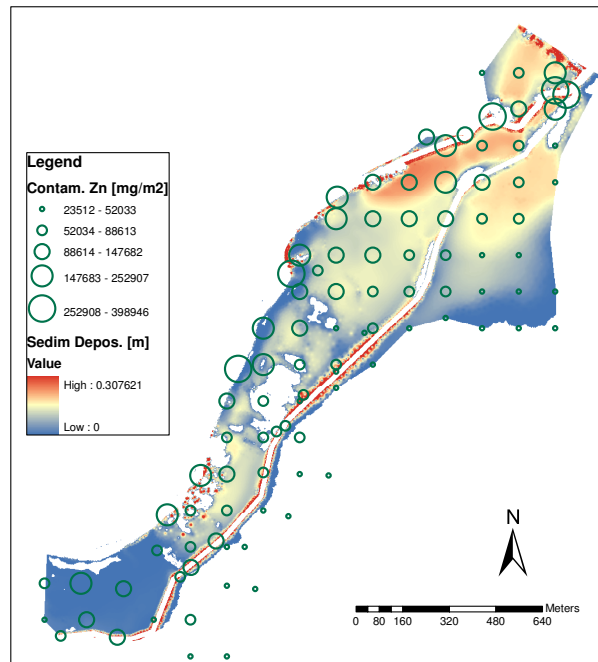 Legend
Contam. Zn [mg/m2]
23512 - 52033
52034 - 88613
88614 - 147682
147683 - 252907
252908 - 398946
Sedim Depos. [m]
Value
High : 0.307621
Low : 0
N
Meters
0 80 160 320 480 640